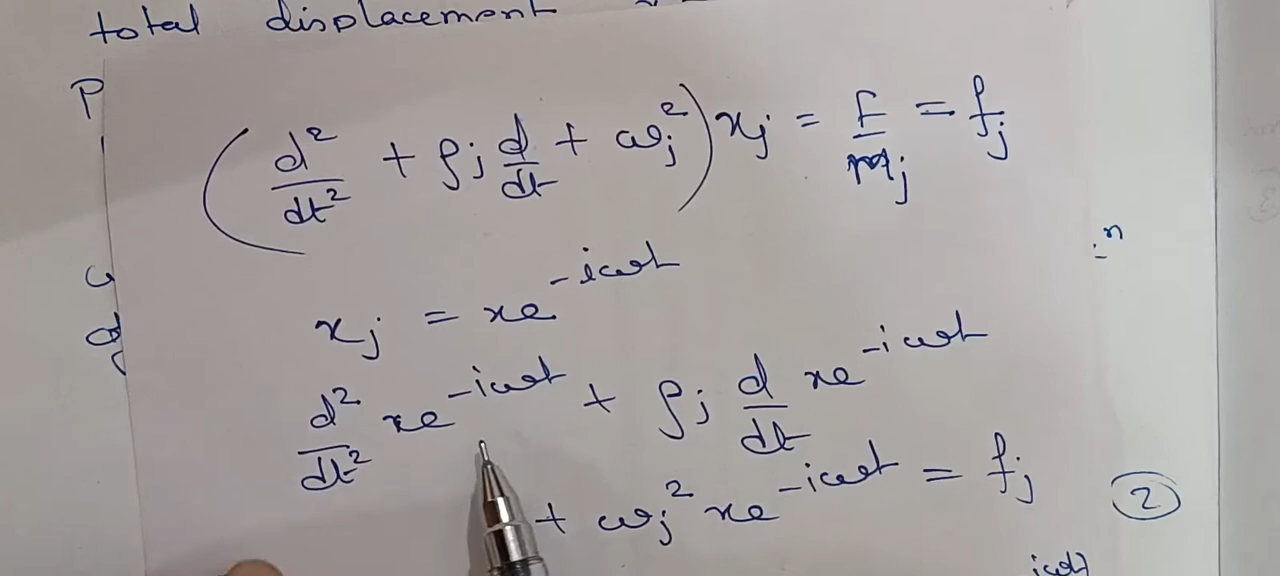 total displacement
P
(d²/dt² + ρj d/dt + ωj²) xj = F/mj = fj
n
xj = xe^-iωt
d²/dt² xe^-iωt + ρj d/dt xe^-iωt
+ ωj² xe^-iωt = fj
2
iωt)